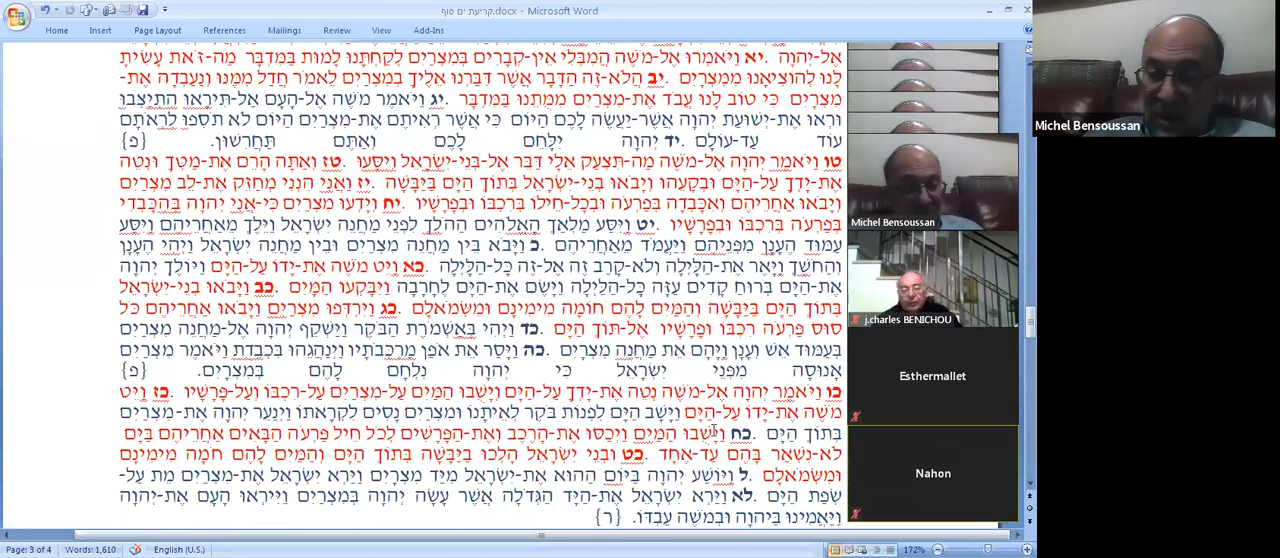 קריעת ים סוף.docx - Microsoft Word
Home Insert Page Layout References Mailings Review View Add-Ins
אֶל-יְהוָה. יא וַיֹּאמְרוּ אֶל-מֹשֶׁה הֲמִבְּלִי אֵין-קְבָרִים בְּמִצְרַיִם לְקַחְתָּנוּ לָמוּת בַּמִּדְבָּר מַה-זֹּאת עָשִׂיתָ
לָּנוּ לְהוֹצִיאָנוּ מִמִּצְרָיִם. יב הֲלֹא-זֶה הַדָּבָר אֲשֶׁר דִּבַּרְנוּ אֵלֶיךָ בְמִצְרַיִם לֵאמֹר חֲדַל מִמֶּנּוּ וְנַעַבְדָה אֶת-
מִצְרָיִם כִּי טוֹב לָנוּ עֲבֹד אֶת-מִצְרַיִם מִמֻּתֵנוּ בַּמִּדְבָּר. יג וַיֹּאמֶר מֹשֶׁה אֶל-הָעָם אַל-תִּירָאוּ הִתְיַצְּבוּ
וּרְאוּ אֶת-יְשׁוּעַת יְהוָה אֲשֶׁר-יַעֲשֶׂה לָכֶם הַיּוֹם כִּי אֲשֶׁר רְאִיתֶם אֶת-מִצְרַיִם הַיּוֹם לֹא תֹסִפוּ לִרְאֹתָם
עוֹד עַד-עוֹלָם. יד יְהוָה יִלָּחֵם לָכֶם וְאַתֶּם תַּחֲרִשׁוּן. {פ}
טו וַיֹּאמֶר יְהוָה אֶל-מֹשֶׁה מַה-תִּצְעַק אֵלָי דַּבֵּר אֶל-בְּנֵי-יִשְׂרָאֵל וְיִסָּעוּ. טז וְאַתָּה הָרֵם אֶת-מַטְּךָ וּנְטֵה
אֶת-יָדְךָ עַל-הַיָּם וּבְקָעֵהוּ וְיָבֹאוּ בְנֵי-יִשְׂרָאֵל בְּתוֹךְ הַיָּם בַּיַּבָּשָׁה. יז וַאֲנִי הִנְנִי מְחַזֵּק אֶת-לֵב מִצְרַיִם
וְיָבֹאוּ אַחֲרֵיהֶם וְאִכָּבְדָה בְּפַרְעֹה וּבְכָל-חֵילוֹ בְּרִכְבּוֹ וּבְפָרָשָׁיו. יח וְיָדְעוּ מִצְרַיִם כִּי-אֲנִי יְהוָה בְּהִכָּבְדִי
בְּפַרְעֹה בְּרִכְבּוֹ וּבְפָרָשָׁיו. יט וַיִּסַּע מַלְאַךְ הָאֱלֹהִים הַהֹלֵךְ לִפְנֵי מַחֲנֵה יִשְׂרָאֵל וַיֵּלֶךְ מֵאַחֲרֵיהֶם וַיִּסַּע
עַמּוּד הֶעָנָן מִפְּנֵיהֶם וַיַּעֲמֹד מֵאַחֲרֵיהֶם. כ וַיָּבֹא בֵּין מַחֲנֵה מִצְרַיִם וּבֵין מַחֲנֵה יִשְׂרָאֵל וַיְהִי הֶעָנָן
וְהַחֹשֶׁךְ וַיָּאֶר אֶת-הַלָּיְלָה וְלֹא-קָרַב זֶה אֶל-זֶה כָּל-הַלָּיְלָה. כא וַיֵּט מֹשֶׁה אֶת-יָדוֹ עַל-הַיָּם וַיּוֹלֶךְ יְהוָה
אֶת-הַיָּם בְּרוּחַ קָדִים עַזָּה כָּל-הַלַּיְלָה וַיָּשֶׂם אֶת-הַיָּם לֶחָרָבָה וַיִּבָּקְעוּ הַמָּיִם. כב וַיָּבֹאוּ בְנֵי-יִשְׂרָאֵל
בְּתוֹךְ הַיָּם בַּיַּבָּשָׁה וְהַמַּיִם לָהֶם חוֹמָה מִימִינָם וּמִשְּׂמֹאלָם. כג וַיִּרְדְּפוּ מִצְרַיִם וַיָּבֹאוּ אַחֲרֵיהֶם כֹּל
סוּס פַּרְעֹה רִכְבּוֹ וּפָרָשָׁיו אֶל-תּוֹךְ הַיָּם. כד וַיְהִי בְּאַשְׁמֹרֶת הַבֹּקֶר וַיַּשְׁקֵף יְהוָה אֶל-מַחֲנֵה מִצְרַיִם
בְּעַמּוּד אֵשׁ וְעָנָן וַיָּהָם אֵת מַחֲנֵה מִצְרָיִם. כה וַיָּסַר אֵת אֹפַן מַרְכְּבֹתָיו וַיְנַהֲגֵהוּ בִּכְבֵדֻת וַיֹּאמֶר מִצְרַיִם
אָנוּסָה מִפְּנֵי יִשְׂרָאֵל כִּי יְהוָה נִלְחָם לָהֶם בְּמִצְרָיִם. {פ}
כו וַיֹּאמֶר יְהוָה אֶל-מֹשֶׁה נְטֵה אֶת-יָדְךָ עַל-הַיָּם וְיָשֻׁבוּ הַמַּיִם עַל-מִצְרַיִם עַל-רִכְבּוֹ וְעַל-פָּרָשָׁיו. כז וַיֵּט
מֹשֶׁה אֶת-יָדוֹ עַל-הַיָּם וַיָּשָׁב הַיָּם לִפְנוֹת בֹּקֶר לְאֵיתָנוֹ וּמִצְרַיִם נָסִים לִקְרָאתוֹ וַיְנַעֵר יְהוָה אֶת-מִצְרַיִם
בְּתוֹךְ הַיָּם. כח וַיָּשֻׁבוּ הַמַּיִם וַיְכַסּוּ אֶת-הָרֶכֶב וְאֶת-הַפָּרָשִׁים לְכֹל חֵיל פַּרְעֹה הַבָּאִים אַחֲרֵיהֶם בַּיָּם
לֹא-נִשְׁאַר בָּהֶם עַד-אֶחָד. כט וּבְנֵי יִשְׂרָאֵל הָלְכוּ בַיַּבָּשָׁה בְּתוֹךְ הַיָּם וְהַמַּיִם לָהֶם חֹמָה מִימִינָם
וּמִשְּׂמֹאלָם. ל וַיּוֹשַׁע יְהוָה בַּיּוֹם הַהוּא אֶת-יִשְׂרָאֵל מִיַּד מִצְרָיִם וַיַּרְא יִשְׂרָאֵל אֶת-מִצְרַיִם מֵת עַל-
שְׂפַת הַיָּם. לא וַיַּרְא יִשְׂרָאֵל אֶת-הַיָּד הַגְּדֹלָה אֲשֶׁר עָשָׂה יְהוָה בְּמִצְרַיִם וַיִּירְאוּ הָעָם אֶת-יְהוָה
וַיַּאֲמִינוּ בַּיהוָה וּבְמֹשֶׁה עַבְדּוֹ. {ר}
Page: 3 of 4 Words: 1,610 English (U.S.) 172%
Michel Bensoussan
Michel Bensoussan
j.charles BENICHOU
Esthermallet
Nahon